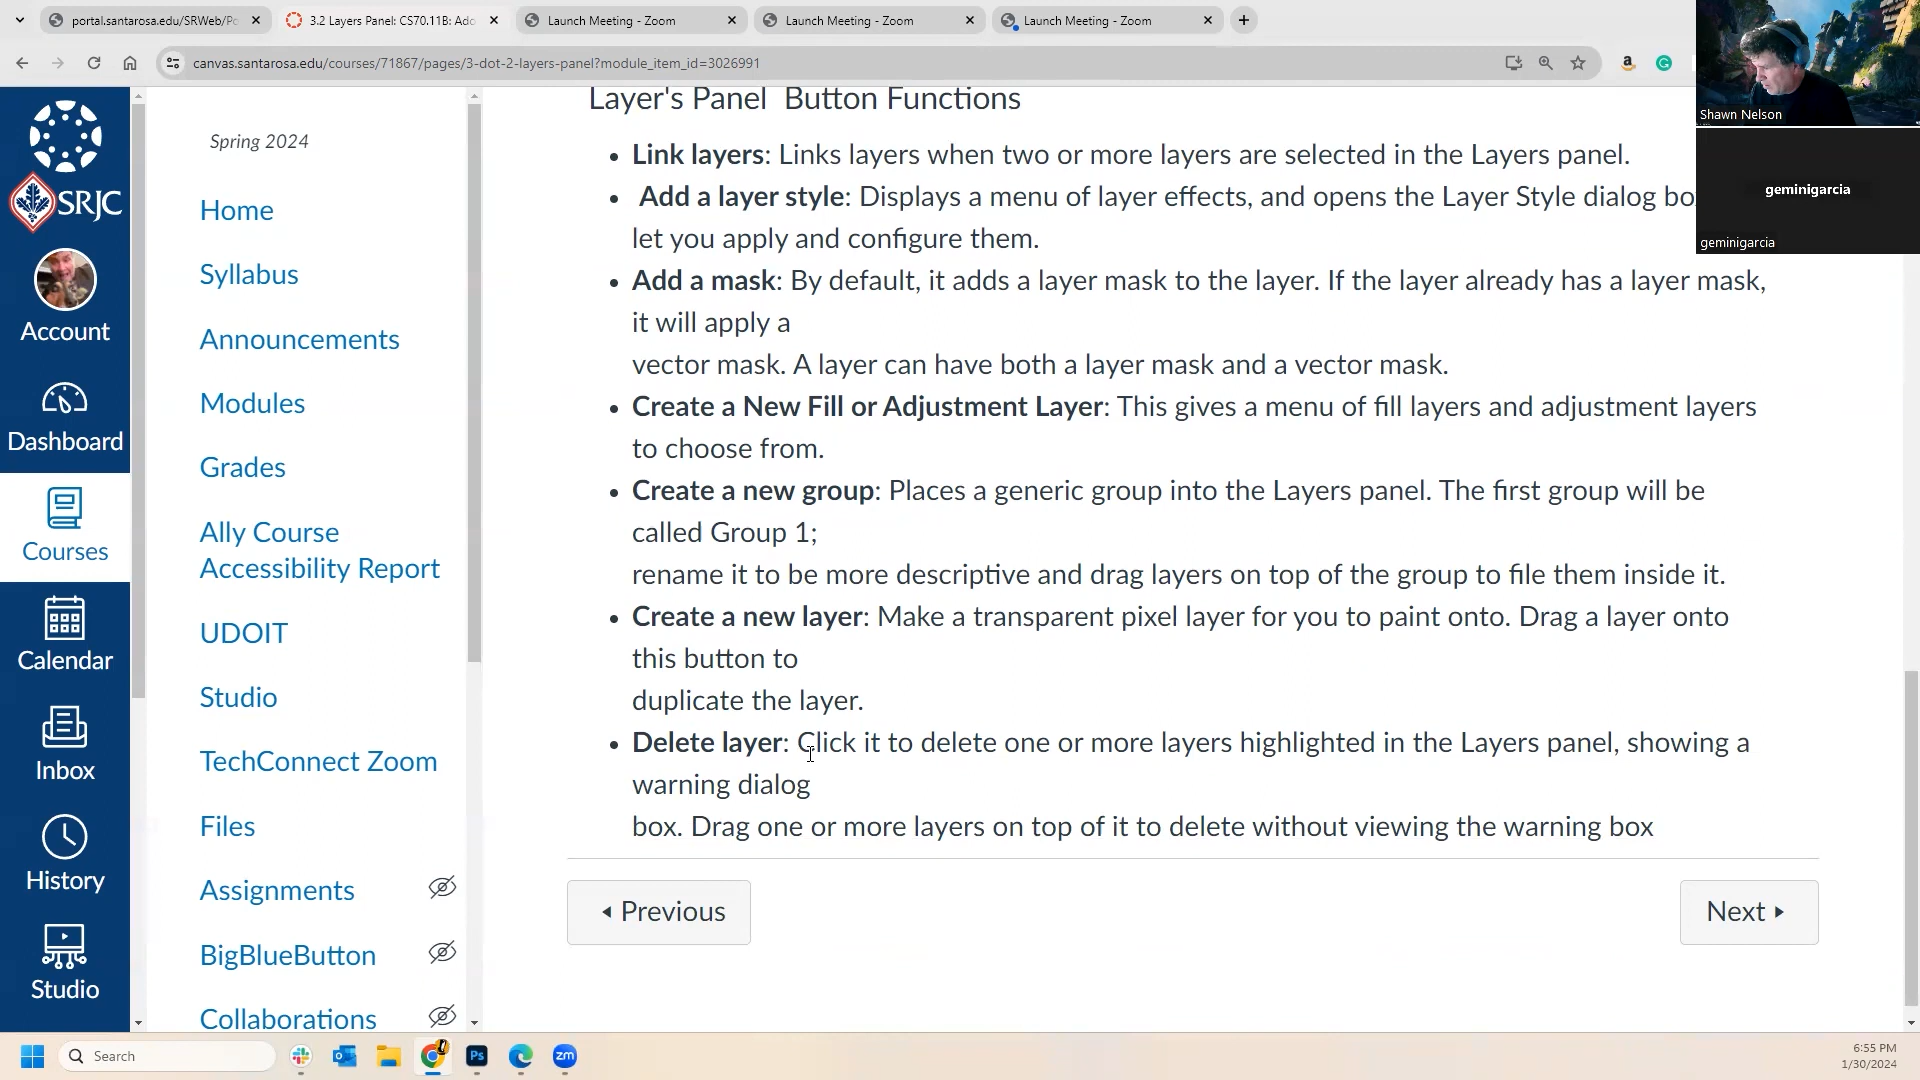 portal.santarosa.edu/SRWeb/Po
3.2 Layers Panel: CS70.11B: Ado
Launch Meeting - Zoom
Launch Meeting - Zoom
Launch Meeting - Zoom
canvas.santarosa.edu/courses/71867/pages/3-dot-2-layers-panel?module_item_id=3026991
Shawn Nelson
geminigarcia
geminigarcia
SRJC
Account
Dashboard
Courses
Calendar
Inbox
History
Studio
Spring 2024
Home
Syllabus
Announcements
Modules
Grades
Ally Course
Accessibility Report
UDOIT
Studio
TechConnect Zoom
Files
Assignments
BigBlueButton
Collaborations
Layer's Panel Button Functions
Link layers: Links layers when two or more layers are selected in the Layers panel.
Add a layer style: Displays a menu of layer effects, and opens the Layer Style dialog
let you apply and configure them.
Add a mask: By default, it adds a layer mask to the layer. If the layer already has a layer mask,
it will apply a
vector mask. A layer can have both a layer mask and a vector mask.
Create a New Fill or Adjustment Layer: This gives a menu of fill layers and adjustment layers
to choose from.
Create a new group: Places a generic group into the Layers panel. The first group will be
called Group 1;
rename it to be more descriptive and drag layers on top of the group to file them inside it.
Create a new layer: Make a transparent pixel layer for you to paint onto. Drag a layer onto
this button to
duplicate the layer.
Delete layer: Click it to delete one or more layers highlighted in the Layers panel, showing a
warning dialog
box. Drag one or more layers on top of it to delete without viewing the warning box
Previous
Next
Search
Ps
zm
6:55 PM
1/30/2024